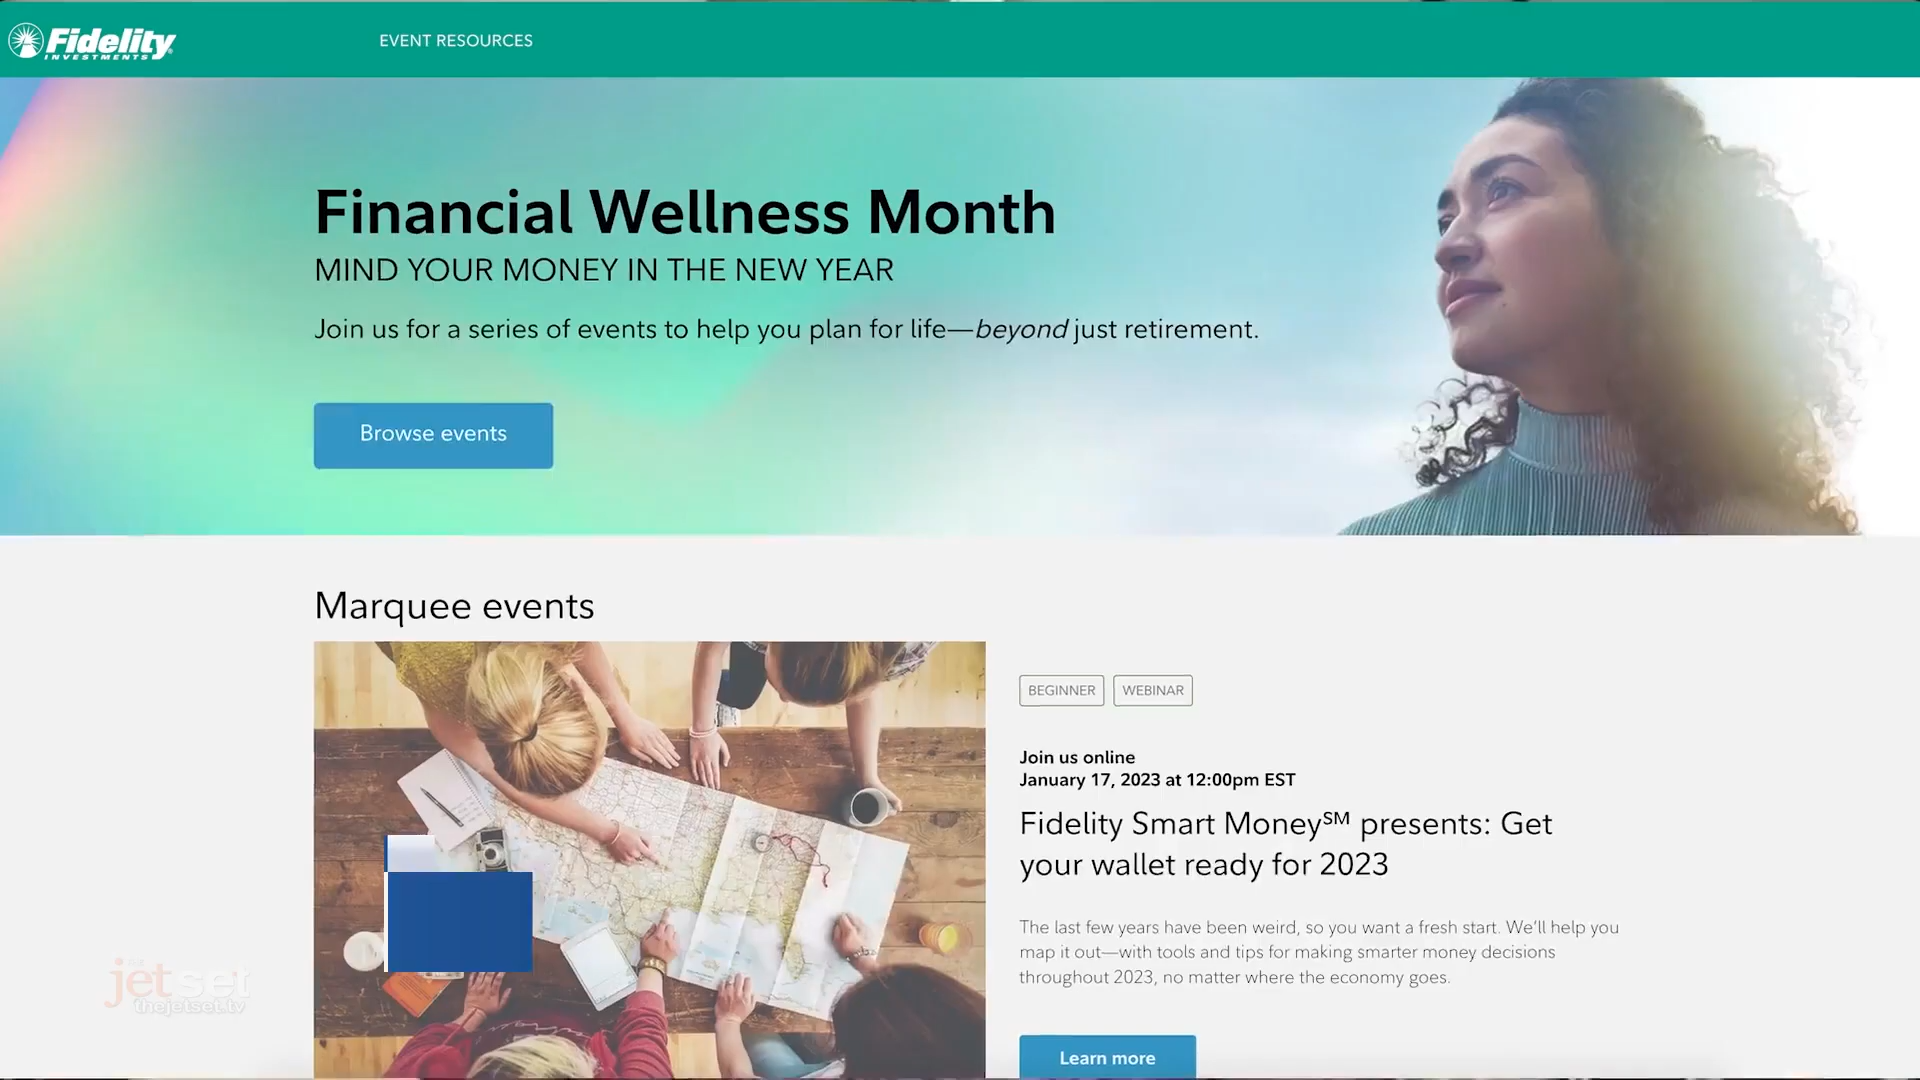 Fidelity
INVESTMENTS
EVENT RESOURCES
Financial Wellness Month
MIND YOUR MONEY IN THE NEW YEAR
Join us for a series of events to help you plan for life—beyond just retirement.
Browse events
Marquee events
BEGINNER
WEBINAR
Join us online
January 17, 2023 at 12:00pm EST
Fidelity Smart Money℠ presents: Get
your wallet ready for 2023
The last few years have been weird, so you want a fresh start. We'll help you
map it out—with tools and tips for making smarter money decisions
throughout 2023, no matter where the economy goes.
Learn more
THE
jetset
thejetset.tv